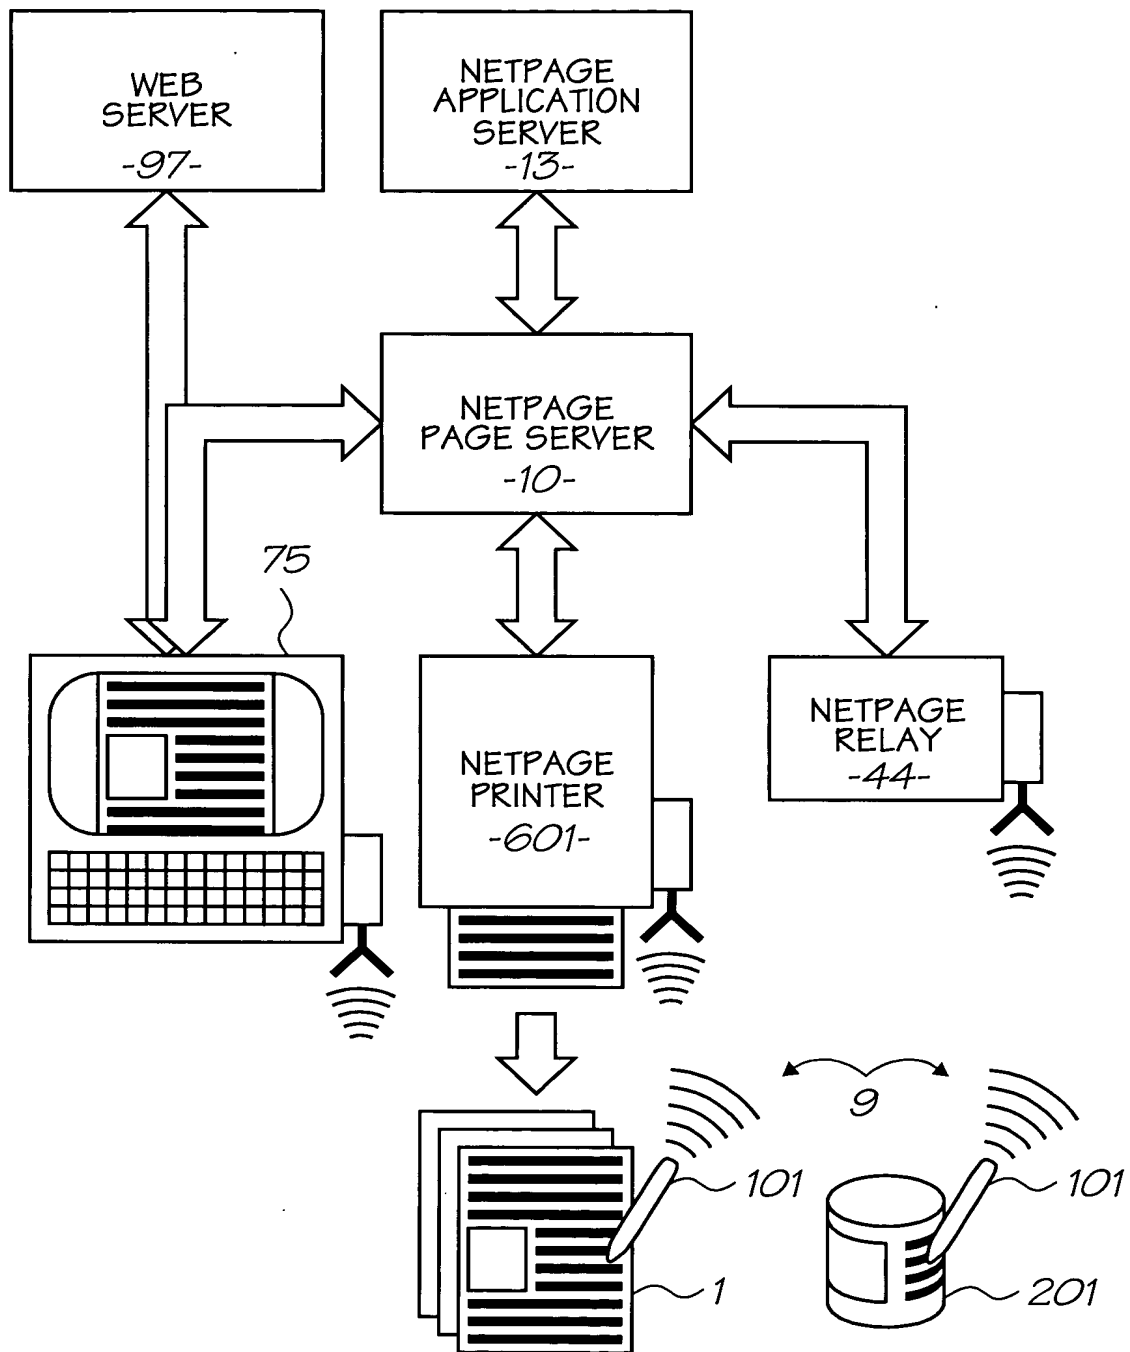 WEB
SERVER
-97-
NETPAGE
APPLICATION
SERVER
-13-
NETPAGE
PAGE SERVER
-10-
75
NETPAGE
PRINTER
-601-
NETPAGE
RELAY
-44-
9
101
101
1
201